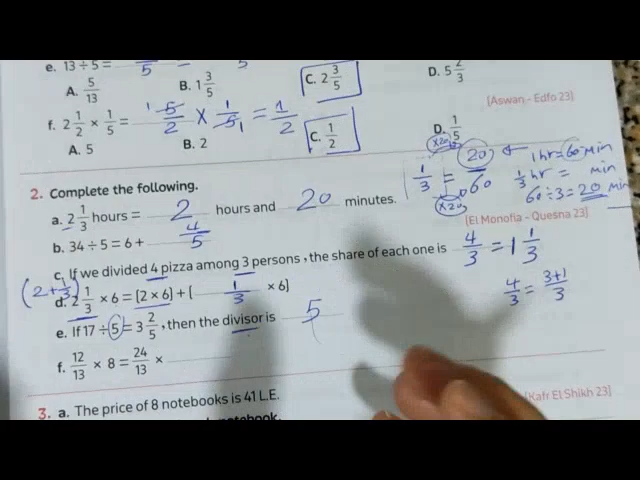 e. 13 ÷ 5 = 5 5
A. 5/13 B. 1 3/5 C. 2 3/5 D. 5 2/3
[Aswan - Edfo 23]
f. 2 1/2 × 1/5 = 5/2 × 1/5 = 1/2
A. 5 B. 2 C. 1/2 D. 1/5
2. Complete the following.
a. 2 1/3 hours = 2 hours and 20 minutes.
1/3 = 20/60
×20
×20
← 1hr = 60 min
1/3 hr = min
60 ÷ 3 = 20 min
[El Monofia - Quesna 23]
b. 34 ÷ 5 = 6 + 4/5
c. If we divided 4 pizza among 3 persons , the share of each one is 4/3 = 1 1/3
4/3 = 3+1/3
(2 + 1/3)
d. 2 1/3 × 6 = [2 × 6] + [ 1/3 × 6]
e. If 17 ÷ 5 = 3 2/5 , then the divisor is 5
f. 12/13 × 8 = 24/13 ×
[Kafr El Shikh 23]
3. a. The price of 8 notebooks is 41 L.E.
notebook.